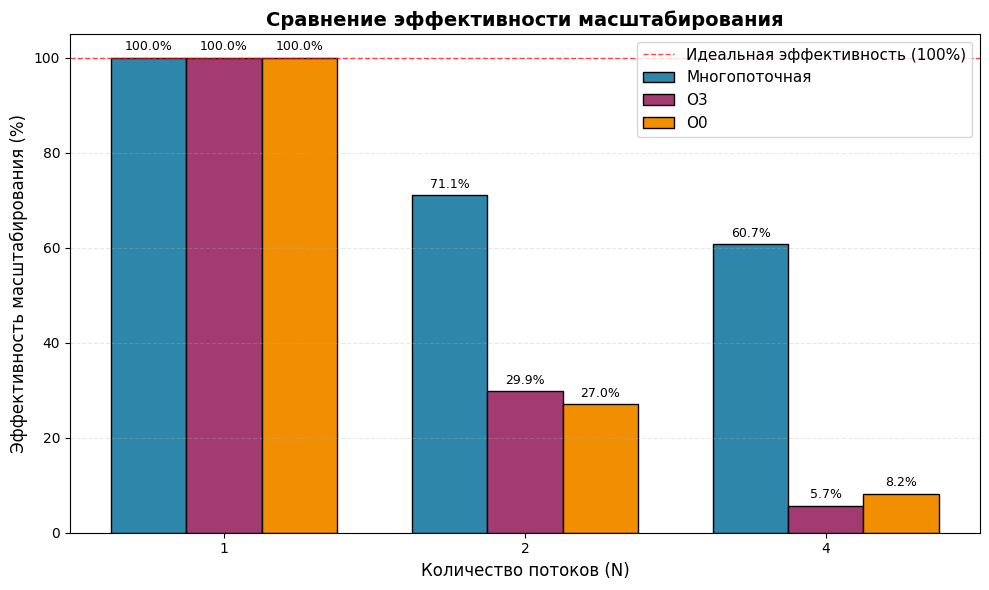 Сравнение эффективности масштабирования
100.0%
100.0%
100.0%
Идеальная эффективность (100%)
Многопоточная
O3
O0
71.1%
29.9%
27.0%
60.7%
5.7%
8.2%
Эффективность масштабирования (%)
100
80
60
40
20
0
1
2
4
Количество потоков (N)